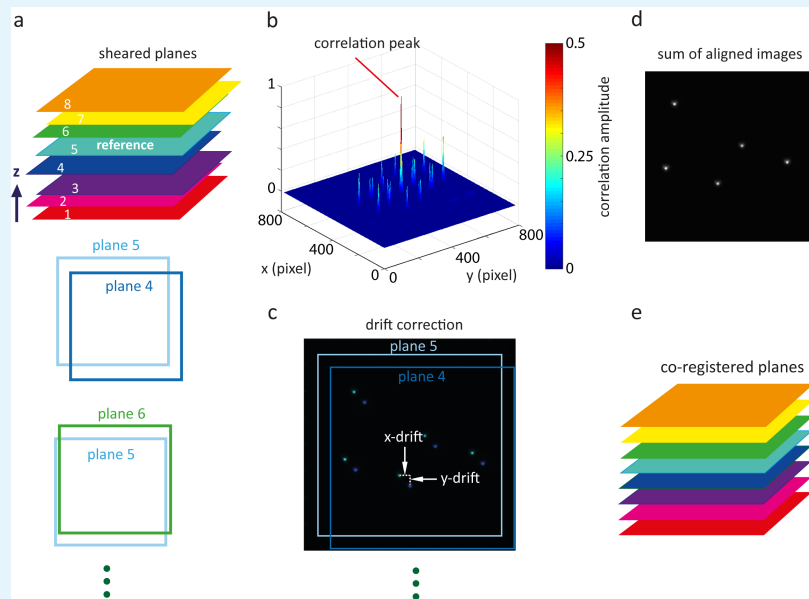 a
sheared planes
8
7
6
5
reference
4
3
2
1
z
plane 5
plane 4
plane 6
plane 5
b
correlation peak
1
0
800
400
0
x (pixel)
0
400
800
y (pixel)
0.5
0.25
0
correlation amplitude
c
drift correction
plane 5
plane 4
x-drift
y-drift
d
sum of aligned images
e
co-registered planes